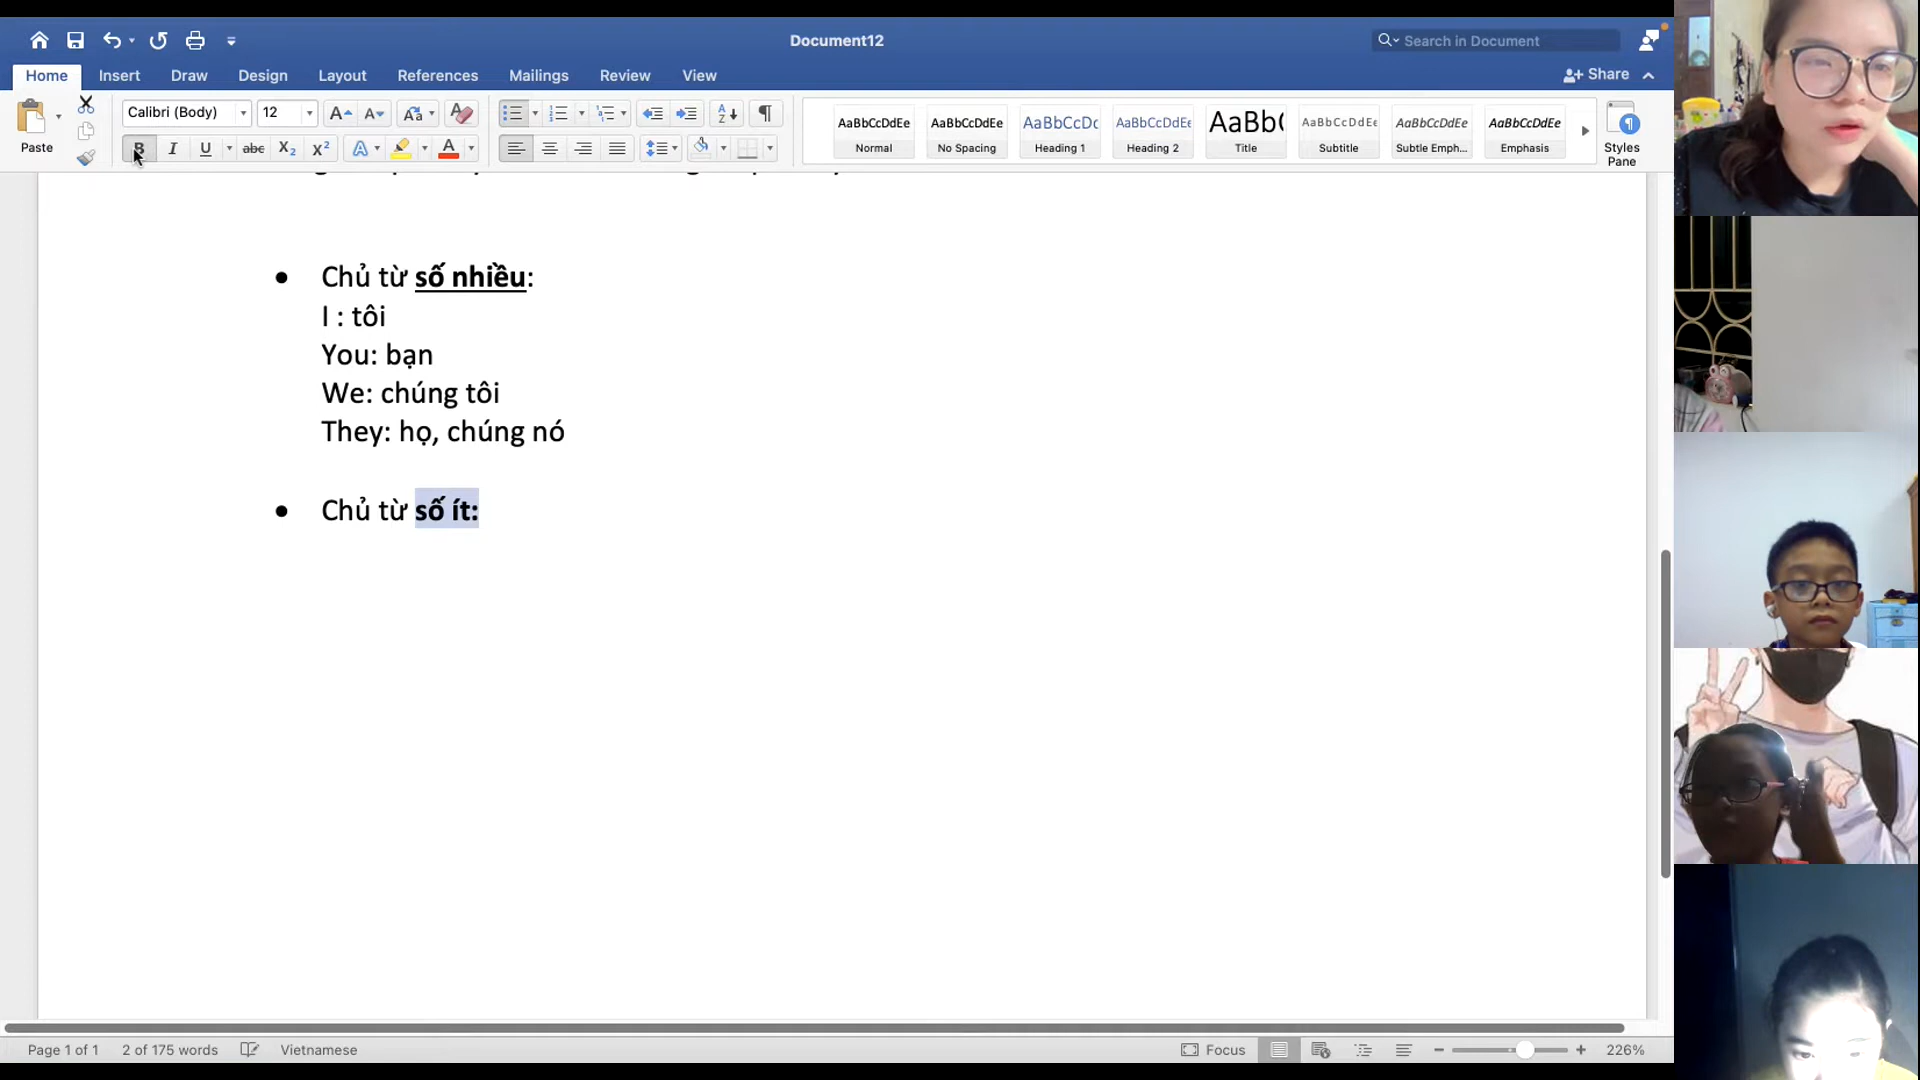 Document12
Search in Document
Home
Insert
Draw
Design
Layout
References
Mailings
Review
View
Share
Paste
Calibri (Body)
12
AaBbCcDdEe
Normal
AaBbCcDdEe
No Spacing
AaBbCcDc
Heading 1
AaBbCcDdEe
Heading 2
AaBb(
Title
AaBbCcDdEe
Subtitle
AaBbCcDdEe
Subtle Emph...
AaBbCcDdEe
Emphasis
Styles
Pane
• Chủ từ số nhiều:
I : tôi
You: bạn
We: chúng tôi
They: họ, chúng nó
• Chủ từ số ít:
Page 1 of 1
2 of 175 words
Vietnamese
Focus
226%